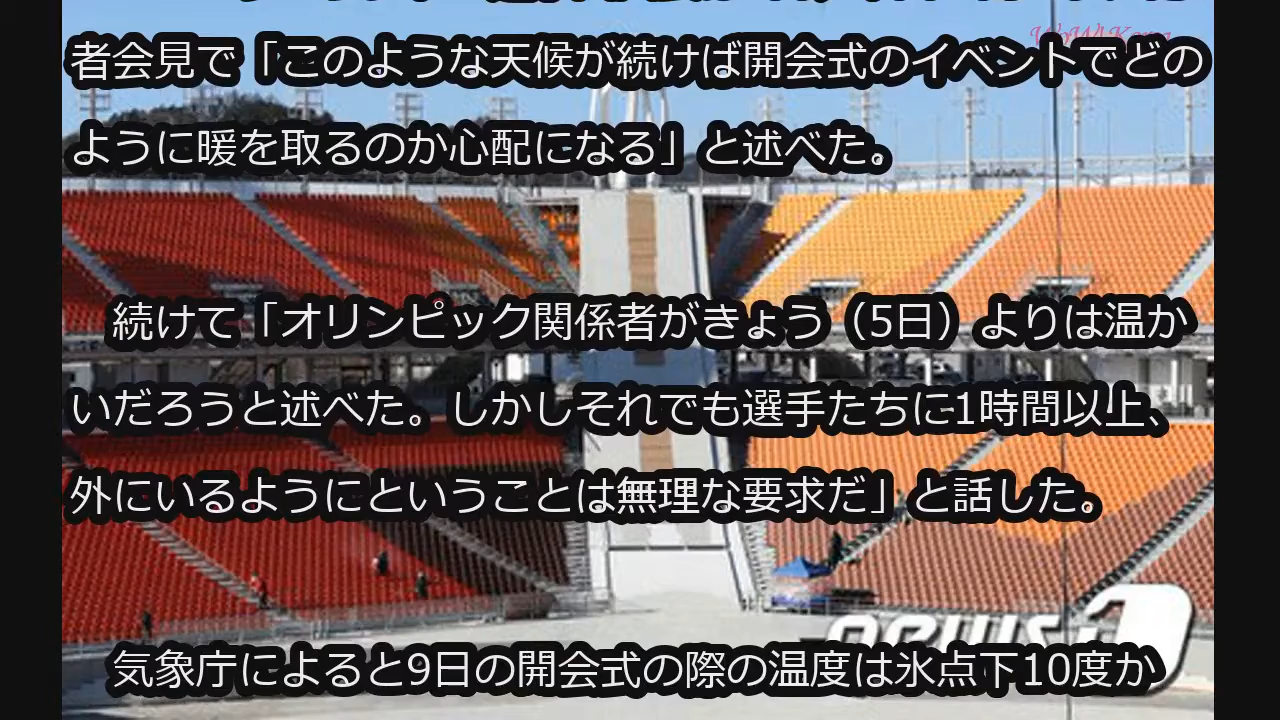 者会見で「このような天候が続けば開会式のイベントでどの
ように暖を取るのか心配になる」と述べた。
続けて「オリンピック関係者がきょう（5日）よりは温か
いだろうと述べた。しかしそれでも選手たちに1時間以上、
外にいるようにということは無理な要求だ」と話した。
気象庁によると9日の開会式の際の温度は氷点下10度か